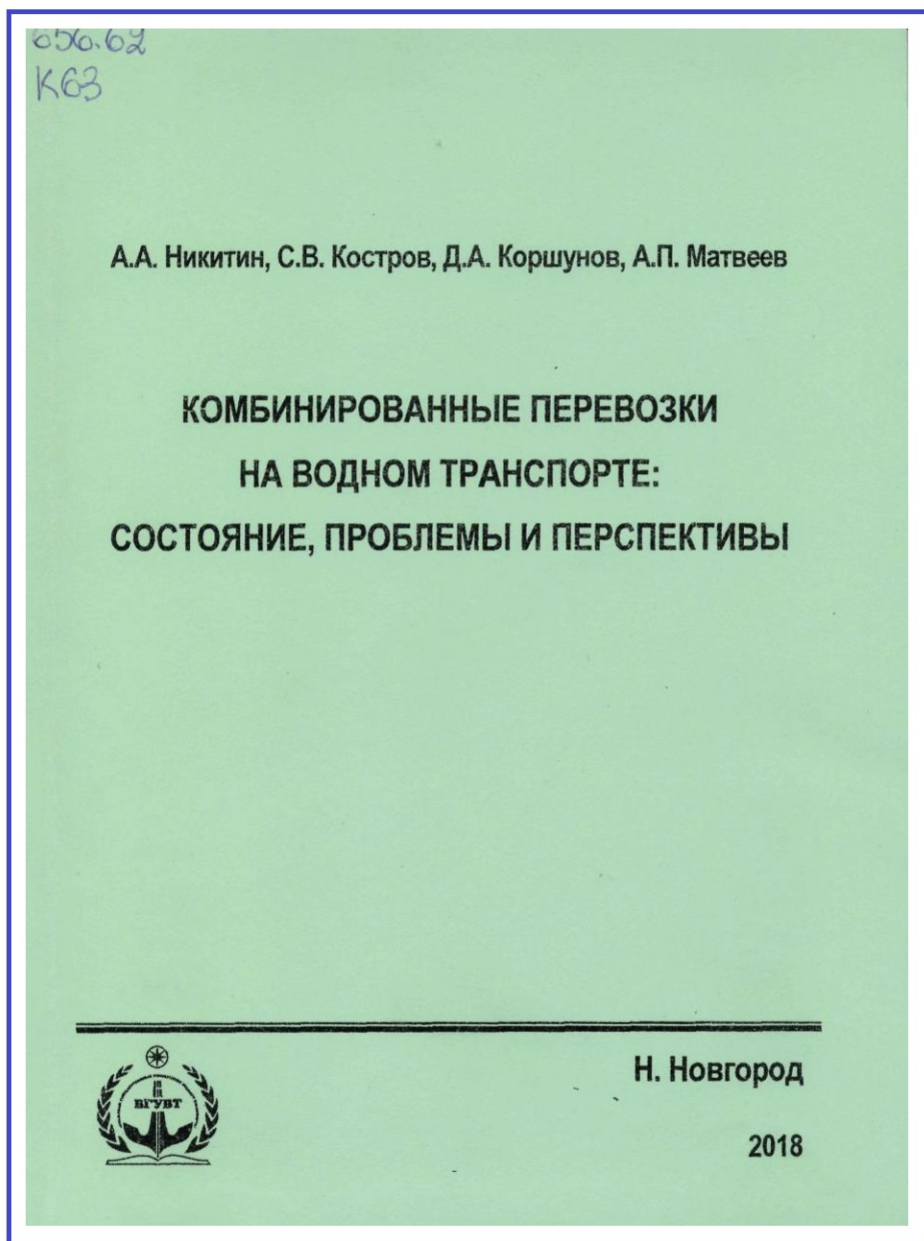 656.62
К63
А.А. Никитин, С.В. Костров, Д.А. Коршунов, А.П. Матвеев
КОМБИНИРОВАННЫЕ ПЕРЕВОЗКИ
НА ВОДНОМ ТРАНСПОРТЕ:
СОСТОЯНИЕ, ПРОБЛЕМЫ И ПЕРСПЕКТИВЫ
ВГУВТ
Н. Новгород
2018